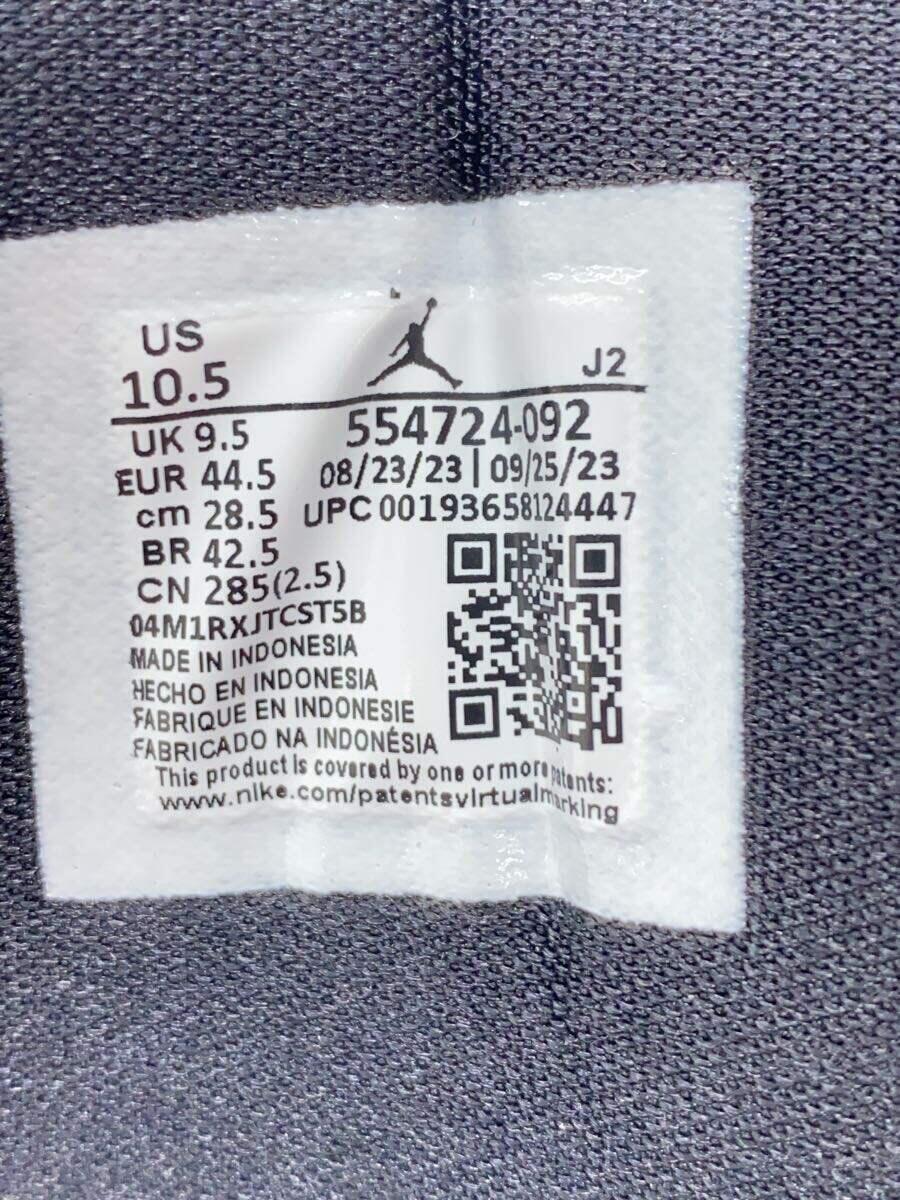 US
10.5
J2
UK 9.5
554724-092
EUR 44.5
08/23/23 | 09/25/23
cm 28.5
UPC 00193658124447
BR 42.5
CN 285(2.5)
04M1RXJTCST5B
MADE IN INDONESIA
HECHO EN INDONESIA
FABRIQUE EN INDONESIE
FABRICADO NA INDONÉSIA
This product is covered by one or more patents:
www.nike.com/patentsvirtualmarking